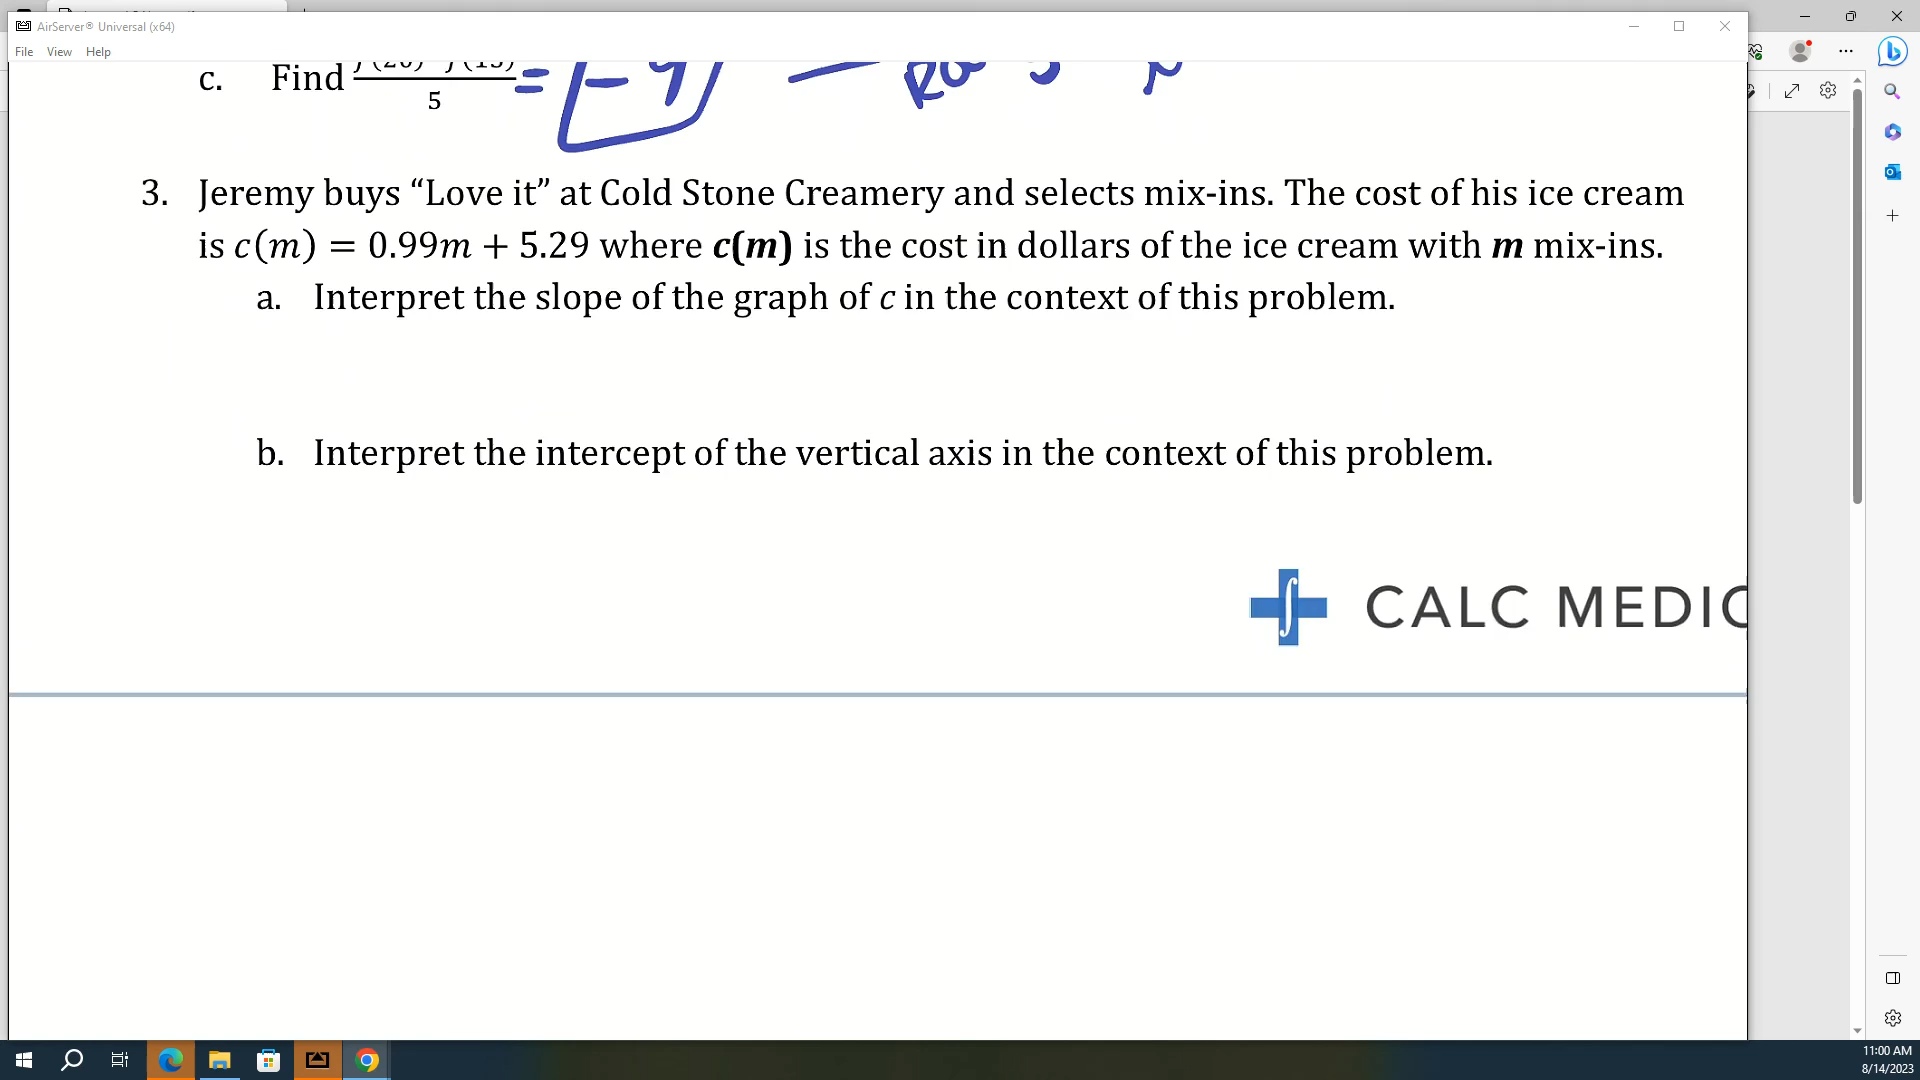 AirServer® Universal (x64)
File View Help
c. Find
5
=
3. Jeremy buys “Love it” at Cold Stone Creamery and selects mix-ins. The cost of his ice cream
is c(m) = 0.99m + 5.29 where c(m) is the cost in dollars of the ice cream with m mix-ins.
a. Interpret the slope of the graph of c in the context of this problem.
b. Interpret the intercept of the vertical axis in the context of this problem.
CALC MEDIC
11:00 AM
8/14/2023